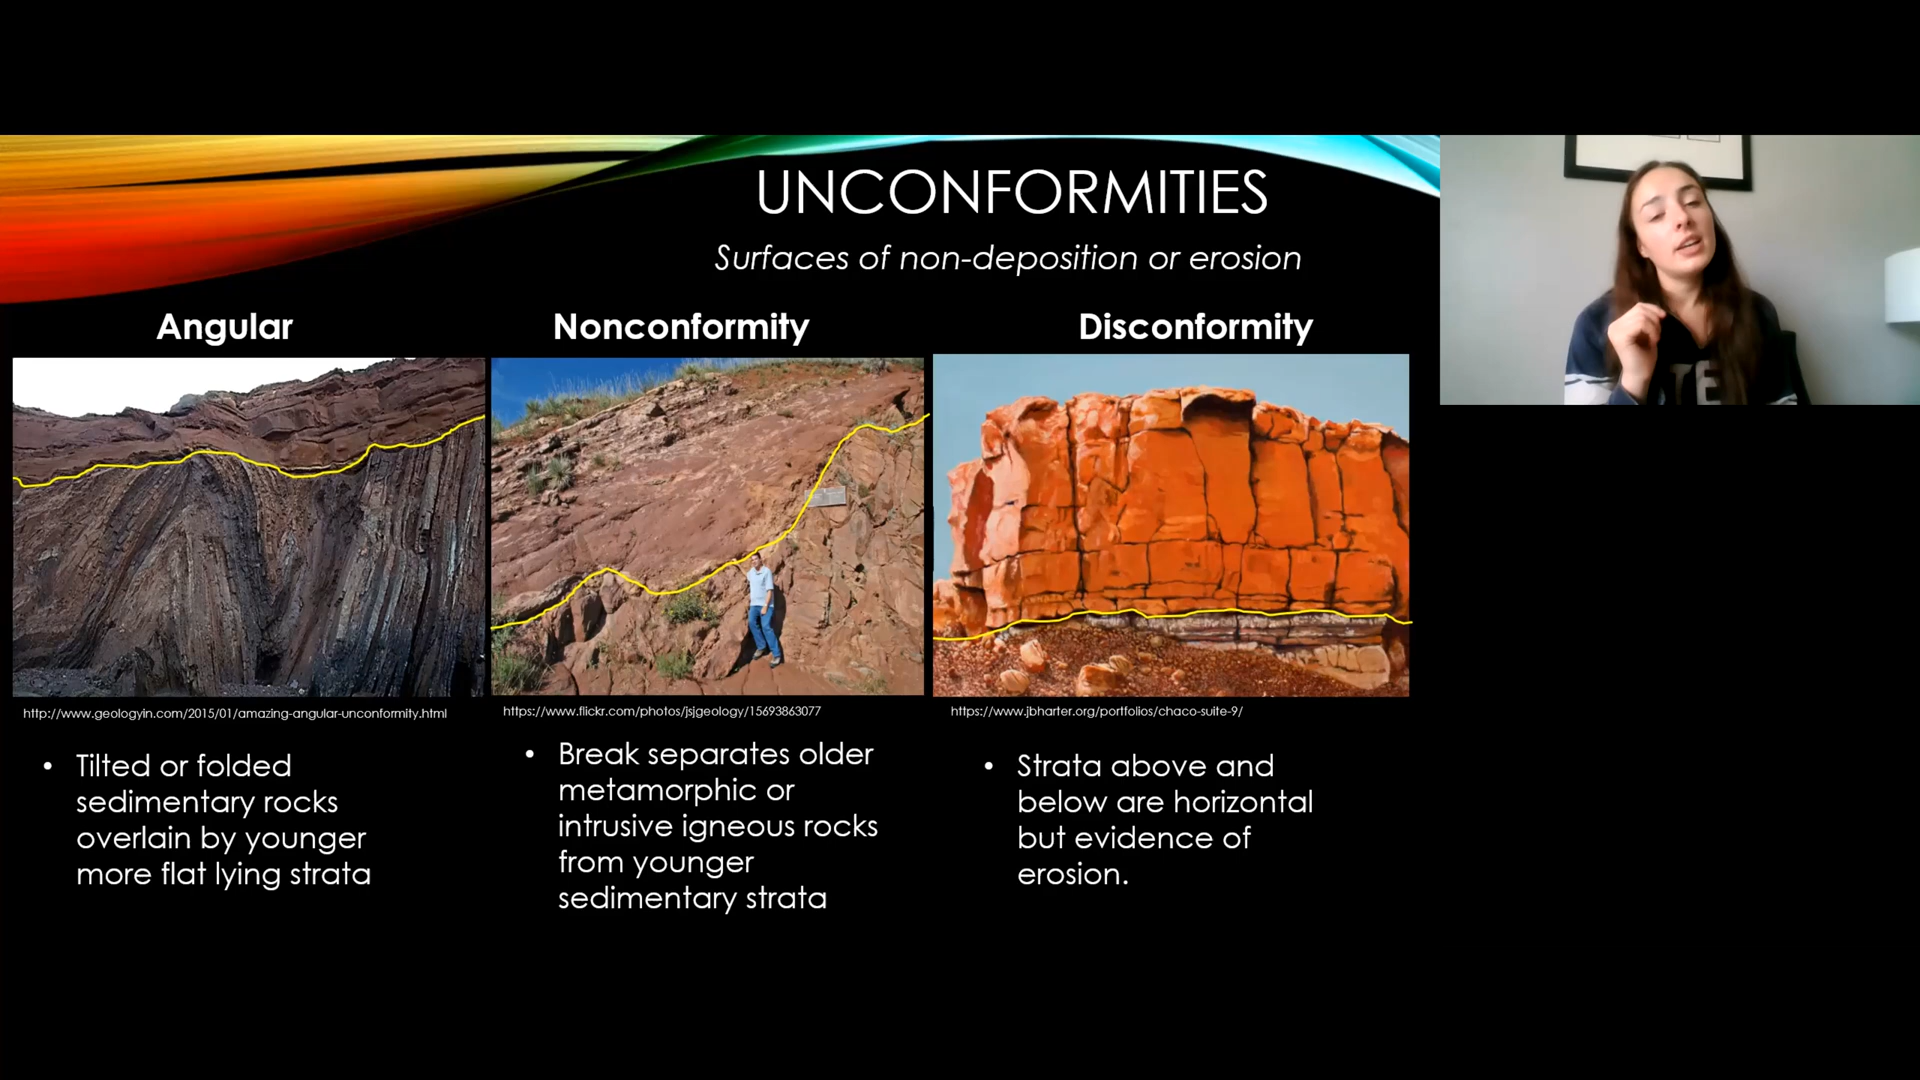 UNCONFORMITIES
Surfaces of non-deposition or erosion
Angular
Nonconformity
Disconformity
http://www.geologyin.com/2015/01/amazing-angular-unconformity.html
https://www.flickr.com/photos/jsjgeology/15693863077
https://www.jbharter.org/portfolios/chaco-suite-9/
• Tilted or folded
sedimentary rocks
overlain by younger
more flat lying strata
• Break separates older
metamorphic or
intrusive igneous rocks
from younger
sedimentary strata
• Strata above and
below are horizontal
but evidence of
erosion.